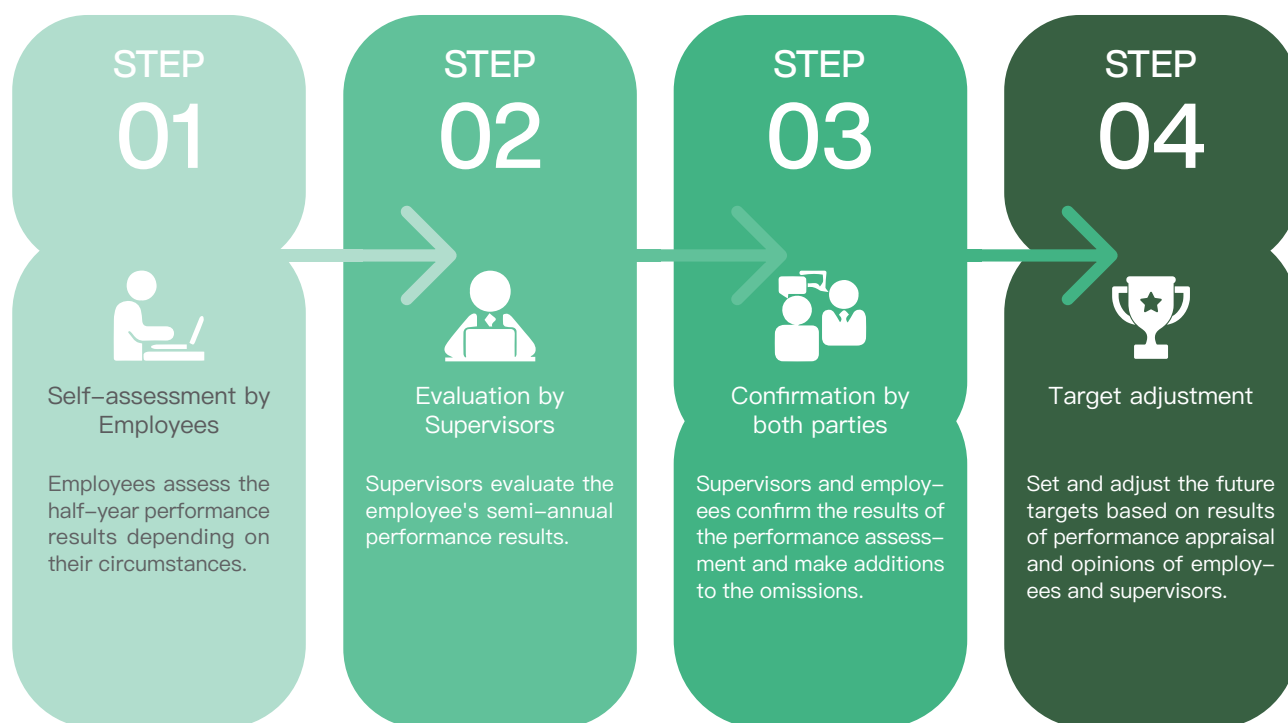 STEP
01
Self-assessment by
Employees
Employees assess the
half-year performance
results depending on
their circumstances.
STEP
02
Evaluation by
Supervisors
Supervisors evaluate the
employee's semi-annual
performance results.
STEP
03
Confirmation by
both parties
Supervisors and employ-
ees confirm the results of
the performance assess-
ment and make additions
to the omissions.
STEP
04
Target adjustment
Set and adjust the future
targets based on results
of performance appraisal
and opinions of employ-
ees and supervisors.